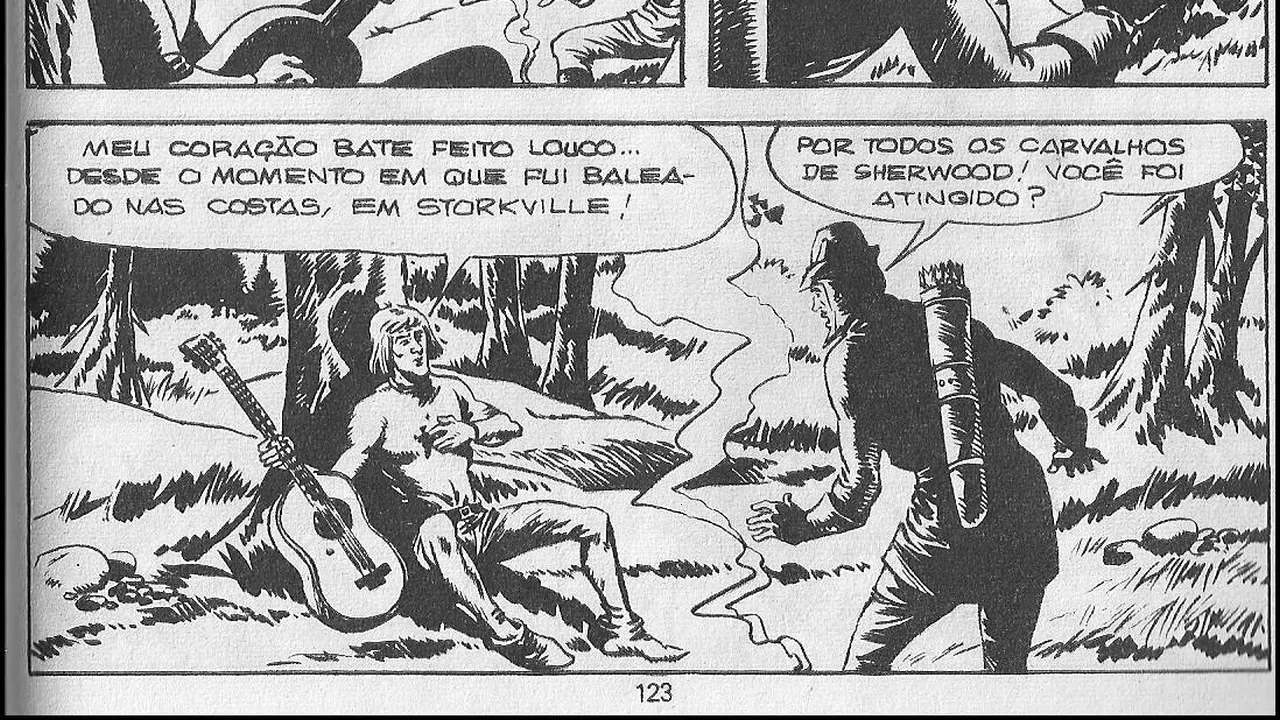 MEU CORAÇÃO BATE FEITO LOUCO...
DESDE O MOMENTO EM QUE FUI BALEA-
DO NAS COSTAS, EM STORKVILLE!
POR TODOS OS CARVALHOS
DE SHERWOOD! VOCÊ FOI
ATINGIDO?
123